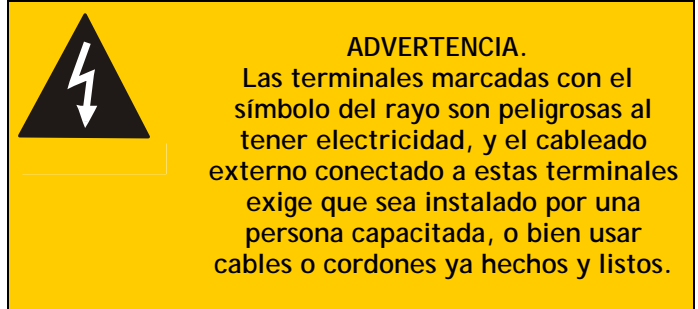 ADVERTENCIA.
Las terminales marcadas con el
símbolo del rayo son peligrosas al
tener electricidad, y el cableado
externo conectado a estas terminales
exige que sea instalado por una
persona capacitada, o bien usar
cables o cordones ya hechos y listos.